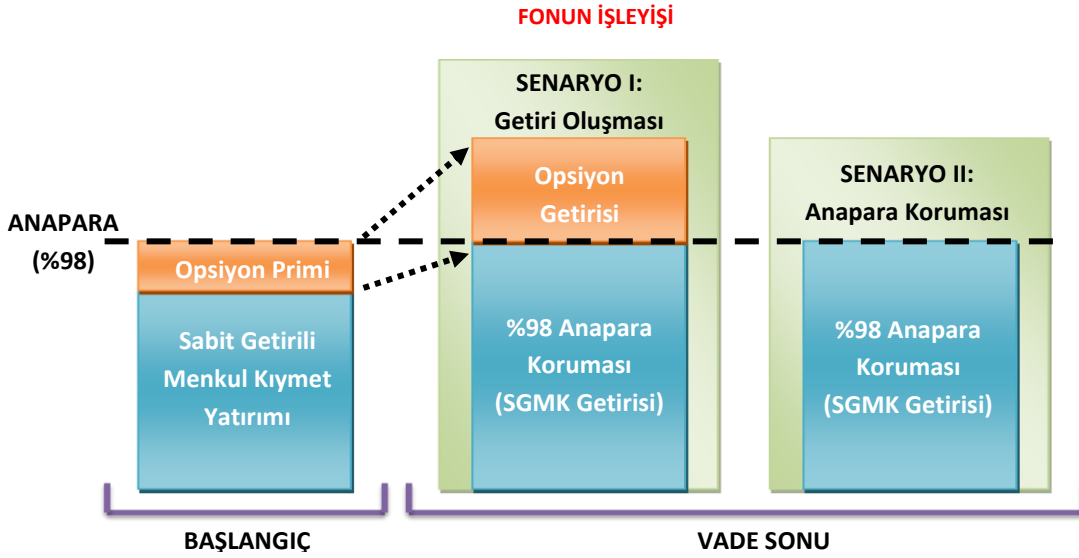 FONUN İŞLEYİŞİ
SENARYO I:
Getiri Oluşması
Opsiyon
Getirisi
SENARYO II:
Anapara Koruması
ANAPARA
(%98)
Opsiyon Primi
Sabit Getirili
Menkul Kıymet
Yatırımı
%98 Anapara
Koruması
(SGMK Getirisi)
%98 Anapara
Koruması
(SGMK Getirisi)
BAŞLANGIÇ
VADE SONU